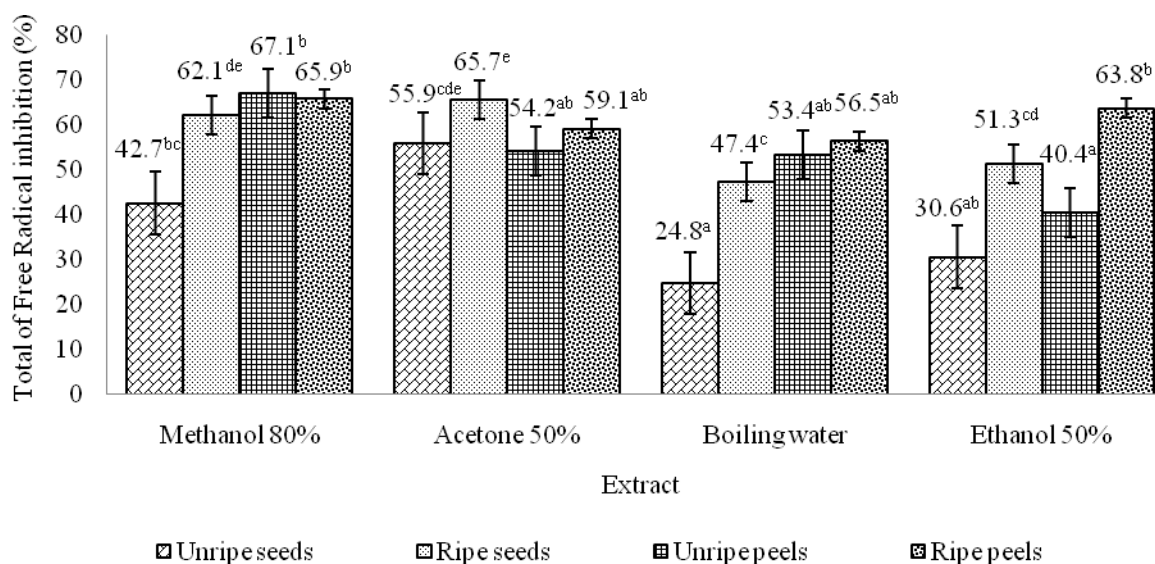 Total of Free Radical inhibition (%)
80
70
60
50
40
30
20
10
0
42.7bc
62.1de
67.1b
65.9b
55.9cde
65.7e
54.2ab
59.1ab
24.8a
47.4c
53.4ab
56.5ab
30.6ab
51.3cd
40.4a
63.8b
Methanol 80% Acetone 50% Boiling water Ethanol 50%
Extract
Unripe seeds Ripe seeds Unripe peels Ripe peels